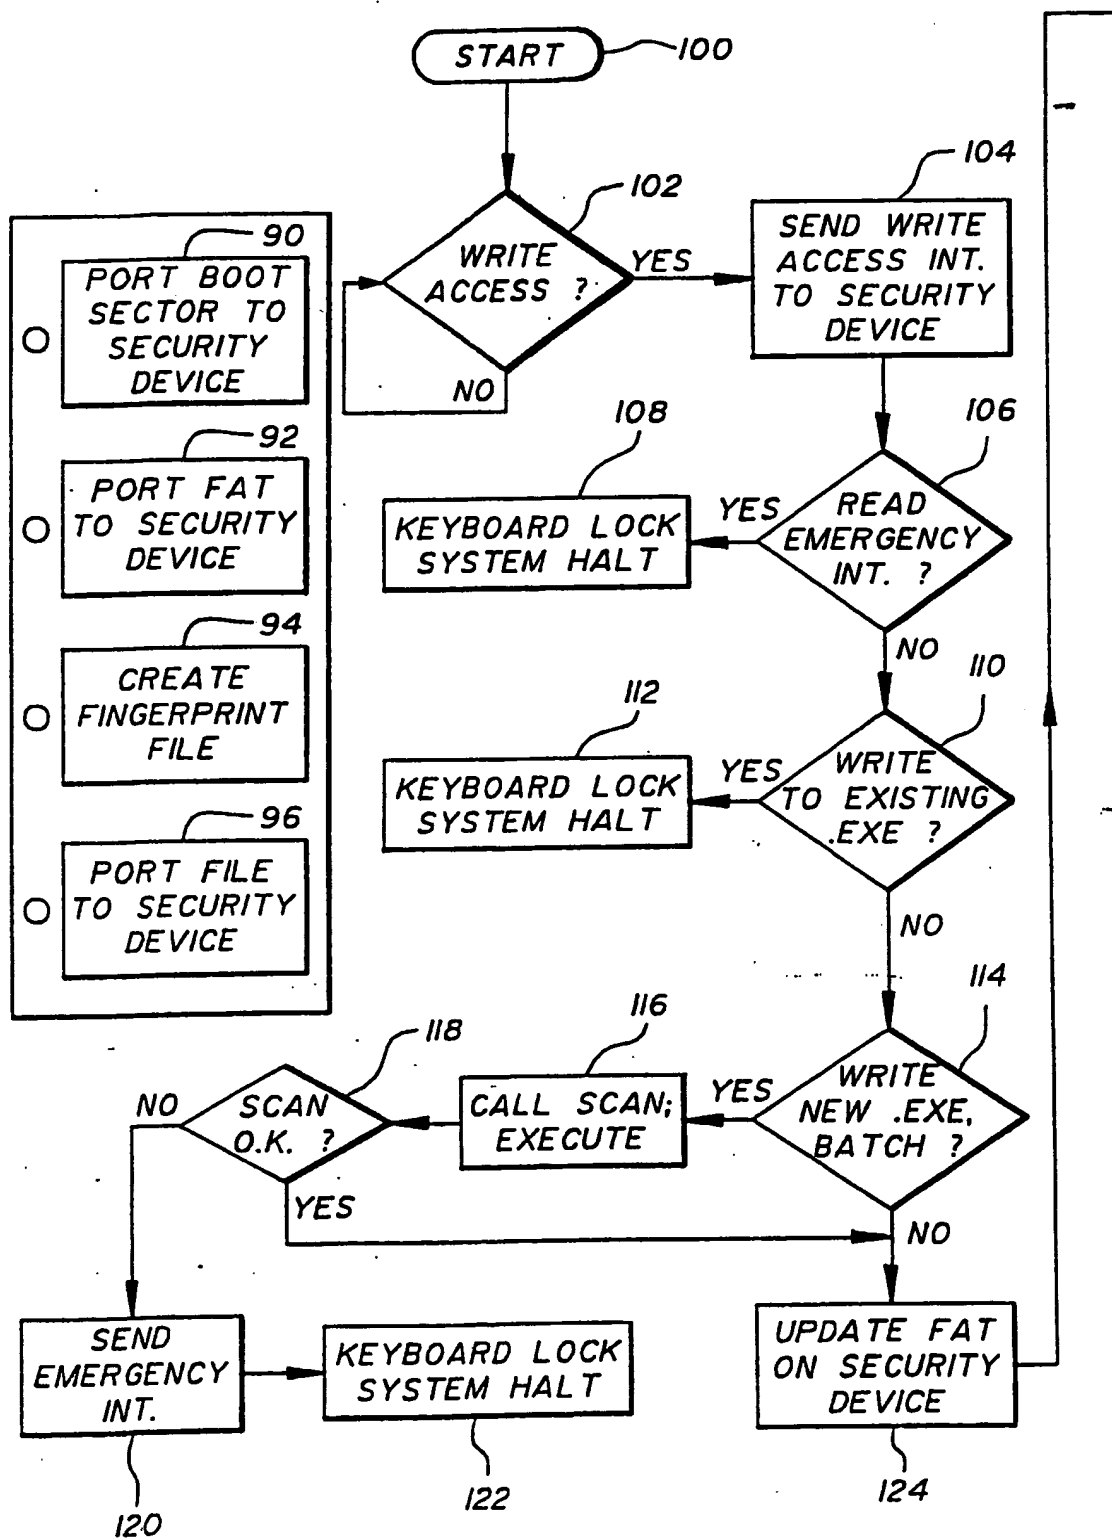 START
100
102
WRITE
ACCESS ?
YES
NO
104
SEND WRITE
ACCESS INT.
TO SECURITY
DEVICE
90
PORT BOOT
SECTOR TO
SECURITY
DEVICE
92
PORT FAT
TO SECURITY
DEVICE
94
CREATE
FINGERPRINT
FILE
96
PORT FILE
TO SECURITY
DEVICE
106
READ
EMERGENCY
INT. ?
YES
NO
108
KEYBOARD LOCK
SYSTEM HALT
110
WRITE
TO EXISTING
.EXE ?
YES
NO
112
KEYBOARD LOCK
SYSTEM HALT
114
WRITE
NEW .EXE,
BATCH ?
YES
NO
116
CALL SCAN;
EXECUTE
118
SCAN
O.K. ?
NO
YES
SEND
EMERGENCY
INT.
120
KEYBOARD LOCK
SYSTEM HALT
122
UPDATE FAT
ON SECURITY
DEVICE
124